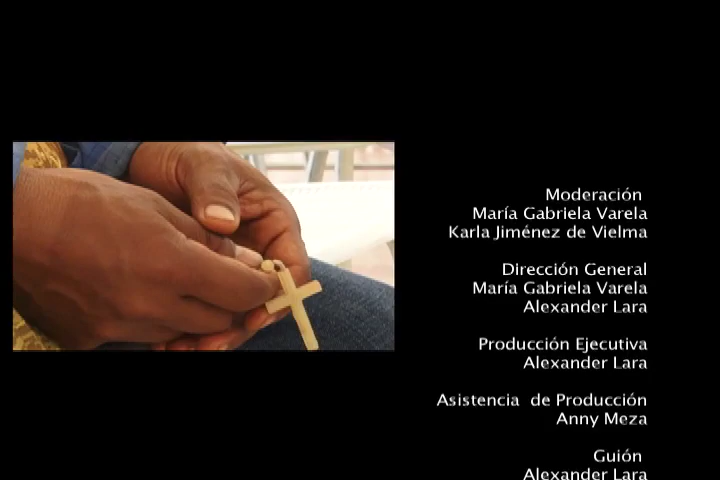 Moderación
María Gabriela Varela
Karla Jiménez de Vielma
Dirección General
María Gabriela Varela
Alexander Lara
Producción Ejecutiva
Alexander Lara
Asistencia de Producción
Anny Meza
Guión
Alexander Lara